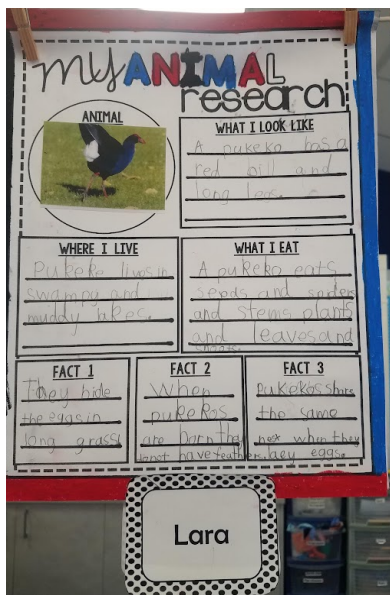 my ANIMAL
research
ANIMAL
WHAT I LOOK LIKE
A pukeko has a
red bill and
long legs.
WHERE I LIVE
Pukeko lives in
swamps and
muddy lakes.
WHAT I EAT
A pukeko eats
seeds and spiders
and stems plants
and leaves and
FACT 1
They hide
the eggs in
long grass
FACT 2
When
pukekos
are born they
donot have feathers.
FACT 3
Pukekos share
the same
nest when they
laey eggs.
Lara